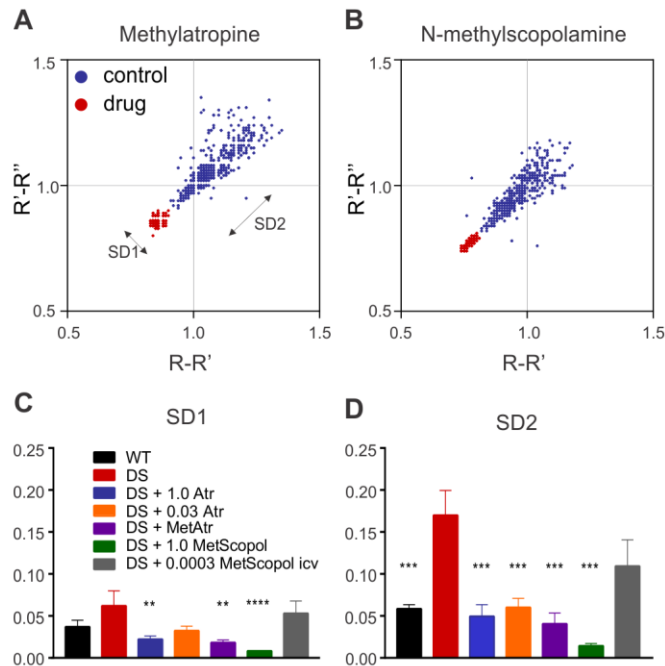 A
Methylatropine
B
N-methylscopolamine
1.5
control
drug
R'-R"
1.0
SD1
SD2
0.5
0.5
1.0
1.5
R-R'
1.5
R'-R"
1.0
0.5
0.5
1.0
1.5
R-R'
C
SD1
0.25
0.20
0.15
0.10
0.05
0.00
WT
DS
DS + 1.0 Atr
DS + 0.03 Atr
DS + MetAtr
DS + 1.0 MetScopol
DS + 0.0003 MetScopol icv
**
**
****
D
SD2
0.25
0.20
0.15
0.10
0.05
0.00
***
***
***
***
***